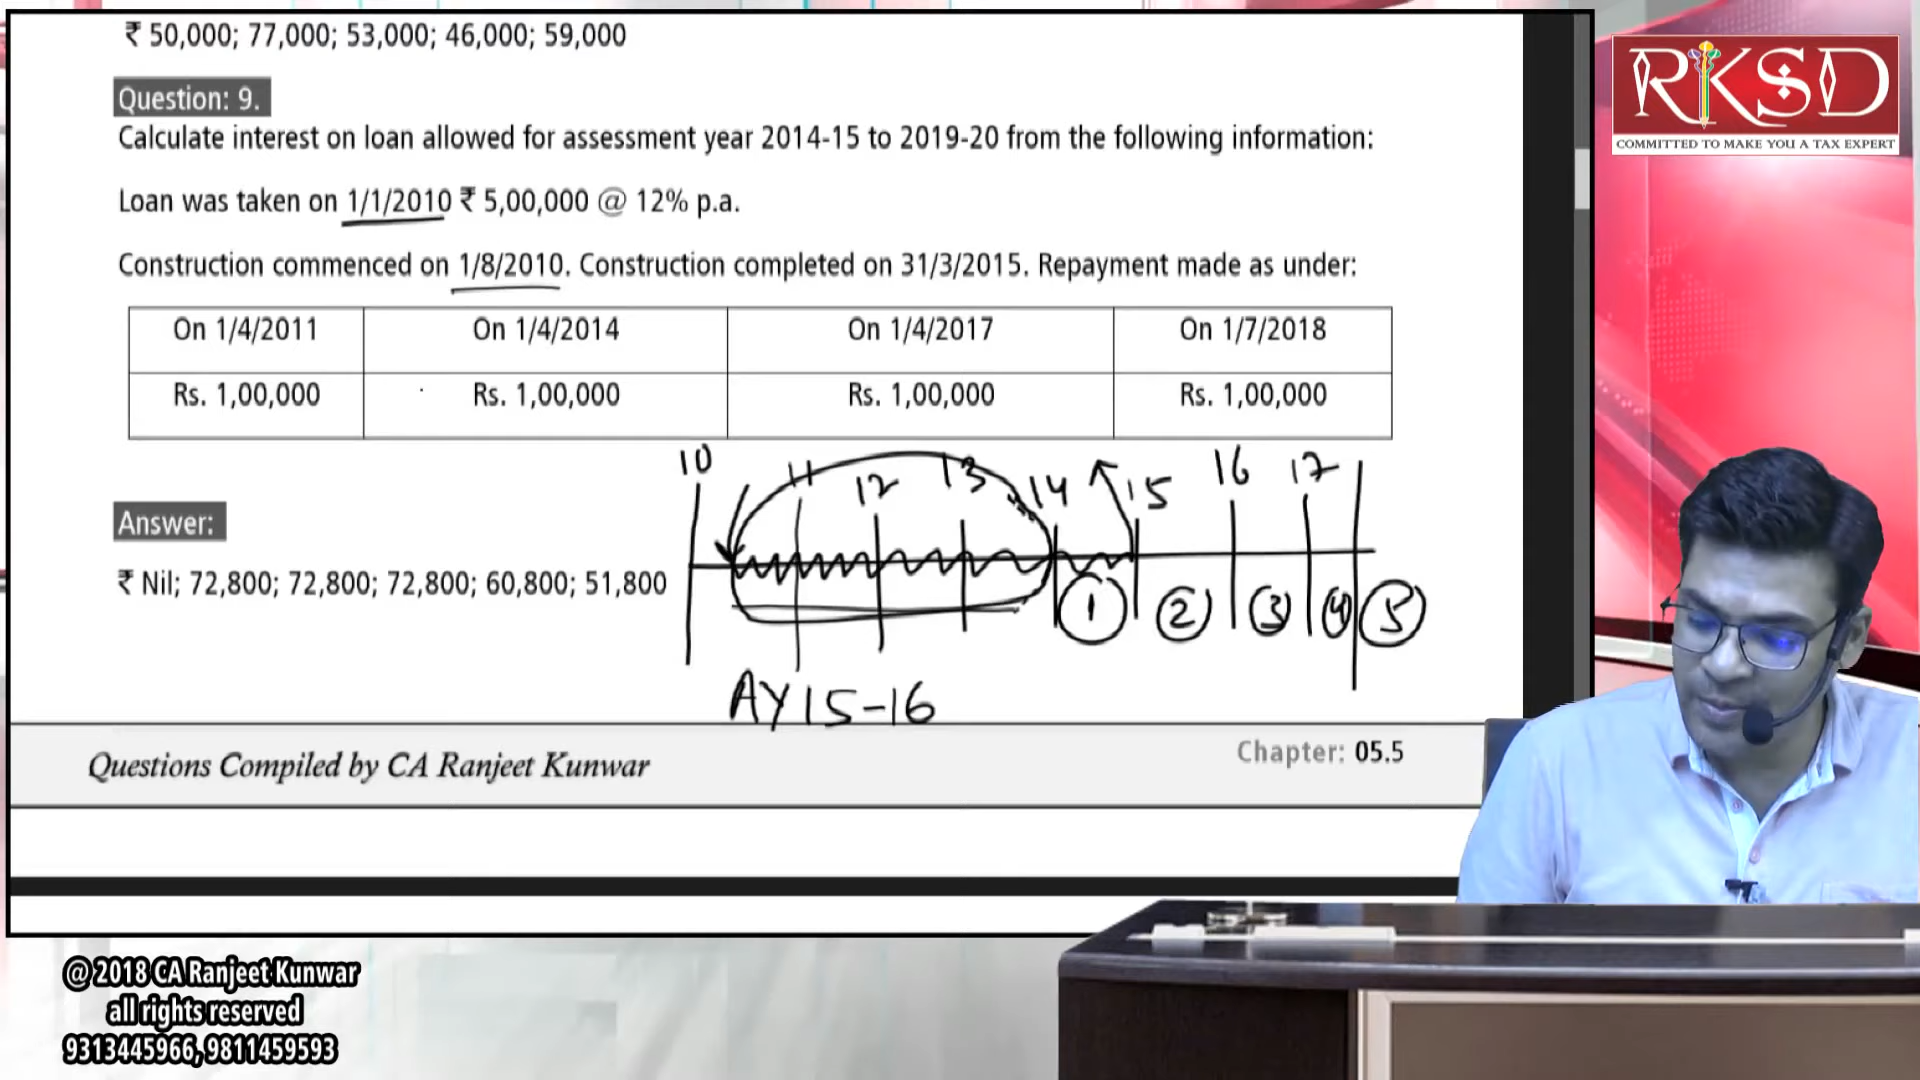 ₹ 50,000; 77,000; 53,000; 46,000; 59,000
Question: 9.
Calculate interest on loan allowed for assessment year 2014-15 to 2019-20 from the following information:
Loan was taken on 1/1/2010 ₹ 5,00,000 @ 12% p.a.
Construction commenced on 1/8/2010. Construction completed on 31/3/2015. Repayment made as under:
On 1/4/2011 On 1/4/2014 On 1/4/2017 On 1/7/2018
Rs. 1,00,000 Rs. 1,00,000 Rs. 1,00,000 Rs. 1,00,000
10 11 12 13 14 15 16 17
Answer:
₹ Nil; 72,800; 72,800; 72,800; 60,800; 51,800
1 2 3 4 5
AY 15-16
Questions Compiled by CA Ranjeet Kunwar
Chapter: 05.5
RKSD
COMMITTED TO MAKE YOU A TAX EXPERT
@ 2018 CA Ranjeet Kunwar
all rights reserved
9313445966, 9811459593